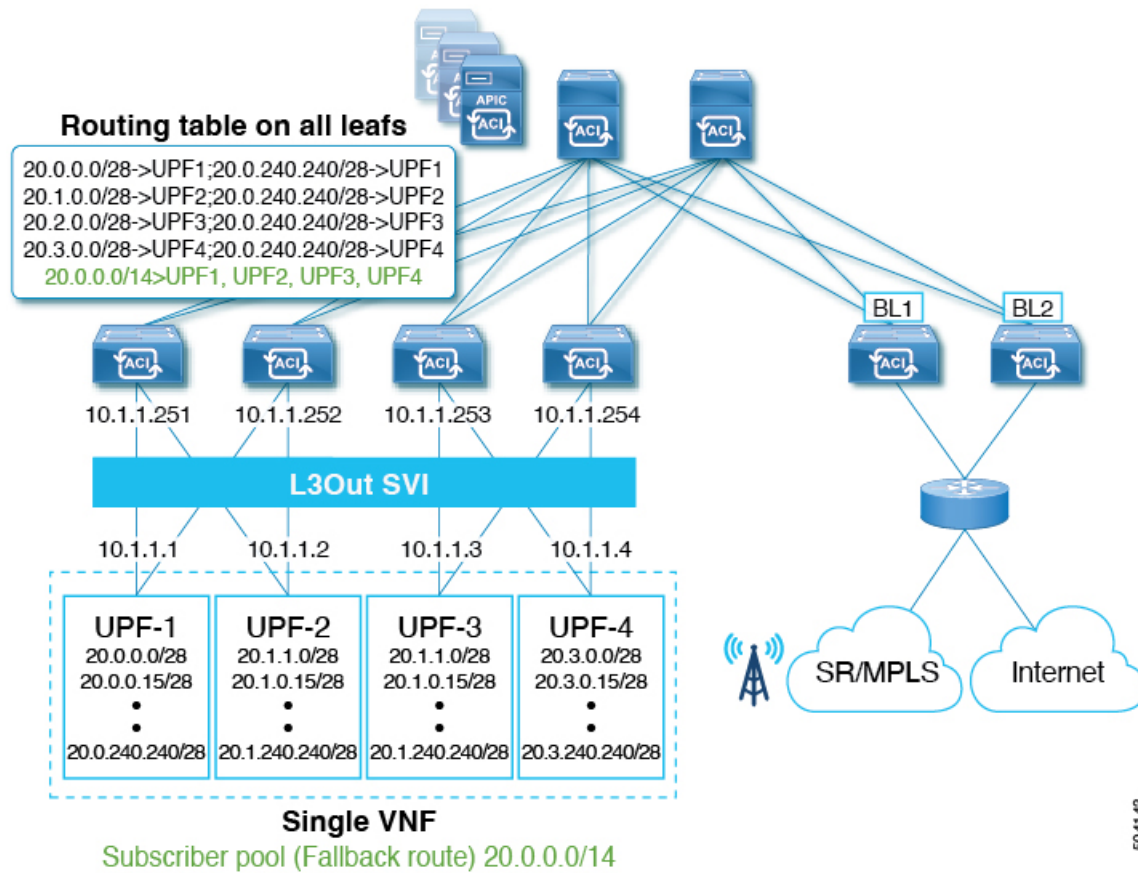 APIC
ACI
ACI
ACI
Routing table on all leafs
20.0.0.0/28->UPF1;20.0.240.240/28->UPF1
20.1.0.0/28->UPF2;20.0.240.240/28->UPF2
20.2.0.0/28->UPF3;20.0.240.240/28->UPF3
20.3.0.0/28->UPF4;20.0.240.240/28->UPF4
20.0.0.0/14>UPF1, UPF2, UPF3, UPF4
BL1
BL2
ACI
ACI
ACI
ACI
ACI
ACI
10.1.1.251
10.1.1.252
10.1.1.253
10.1.1.254
L3Out SVI
10.1.1.1
10.1.1.2
10.1.1.3
10.1.1.4
UPF-1
20.0.0.0/28
20.0.0.15/28
20.0.240.240/28
UPF-2
20.1.1.0/28
20.1.0.15/28
20.1.240.240/28
UPF-3
20.1.1.0/28
20.1.0.15/28
20.1.240.240/28
UPF-4
20.3.0.0/28
20.3.0.15/28
20.3.240.240/28
SR/MPLS
Internet
Single VNF
Subscriber pool (Fallback route) 20.0.0.0/14